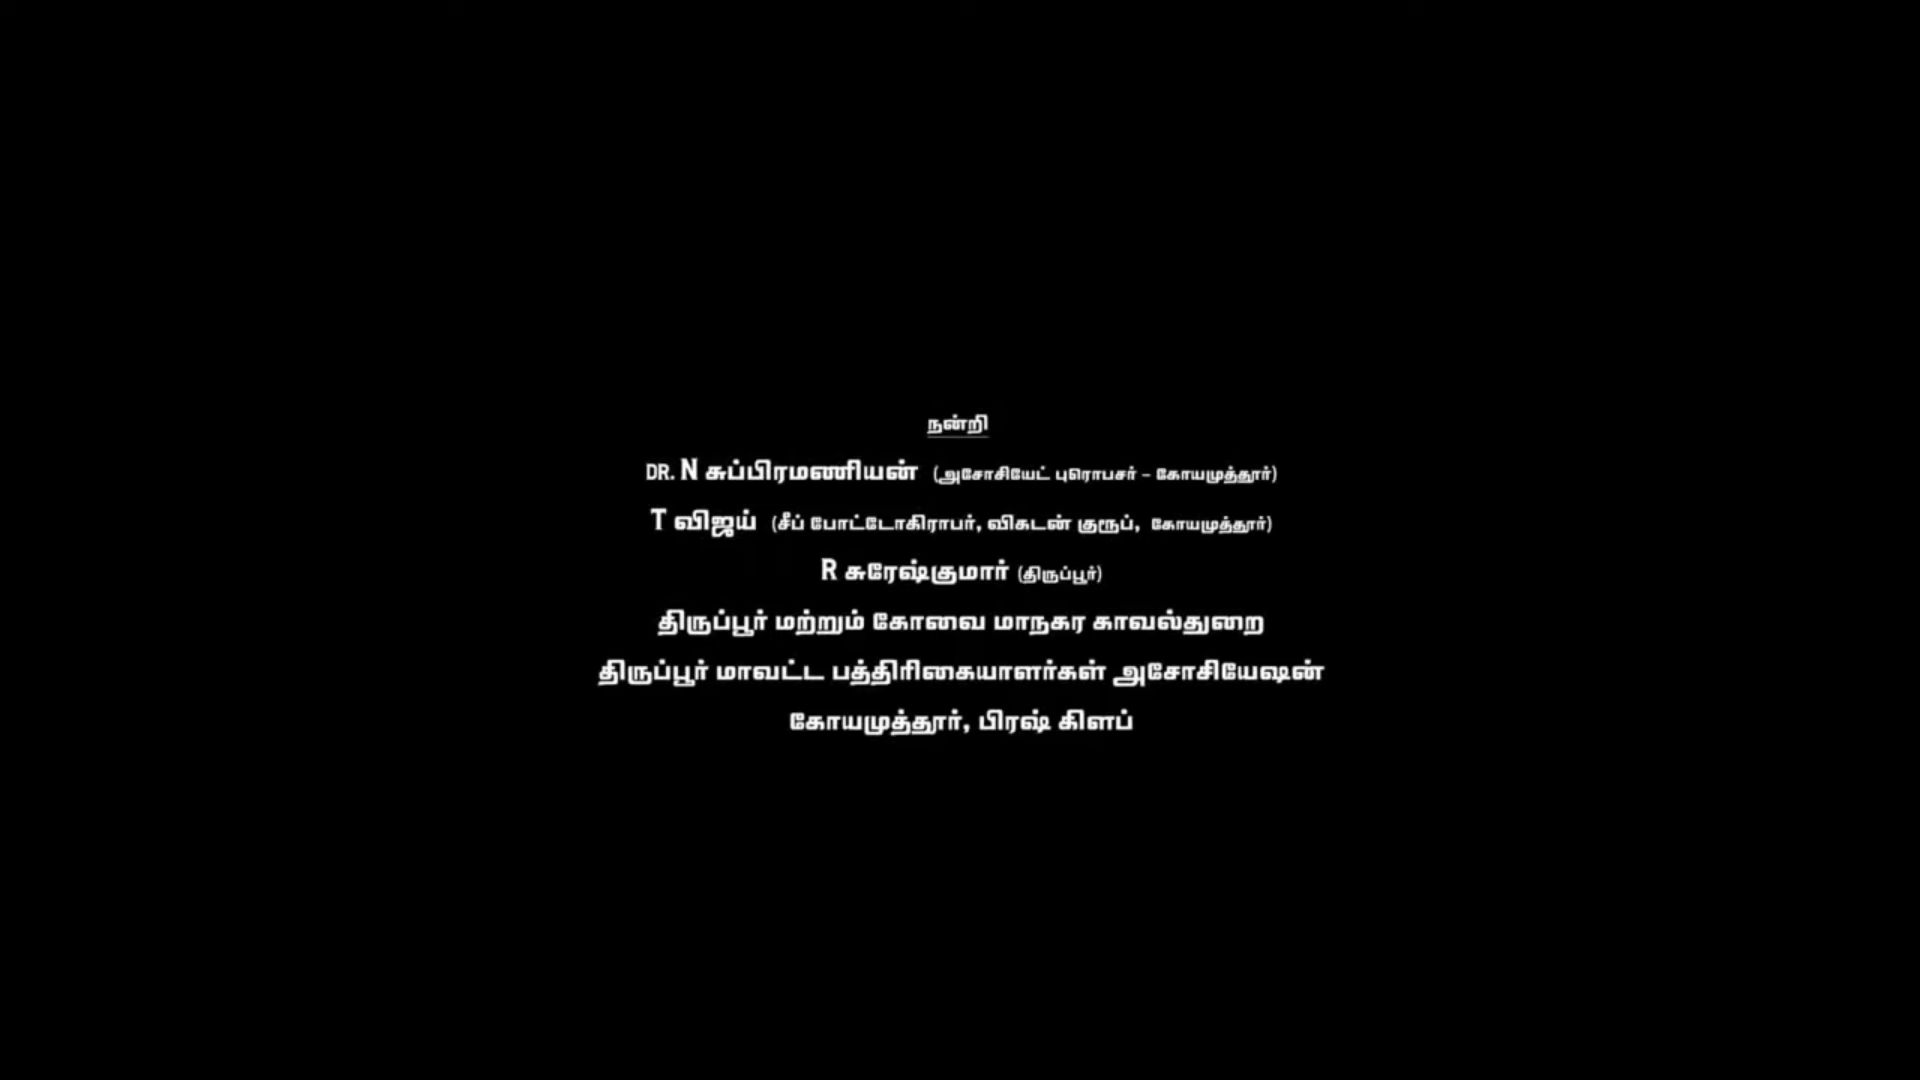 நன்றி
DR. N சுப்பிரமணியன் (அசோசியேட் புரொபசர் – கோயமுத்தூர்)
T விஜய் (சீப் போட்டோகிராபர், விகடன் குரூப், கோயமுத்தூர்)
R சுரேஷ்குமார் (திருப்பூர்)
திருப்பூர் மற்றும் கோவை மாநகர காவல்துறை
திருப்பூர் மாவட்ட பத்திரிகையாளர்கள் அசோசியேஷன்
கோயமுத்தூர், பிரஷ் கிளப்